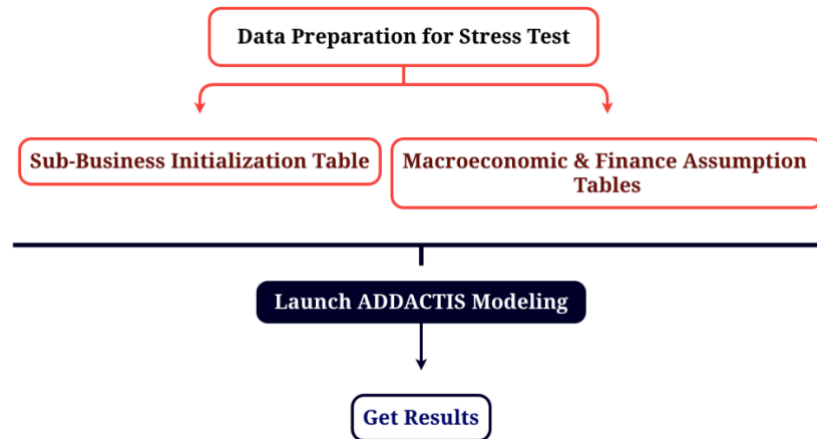 Data Preparation for Stress Test
Sub-Business Initialization Table
Macroeconomic & Finance Assumption
Tables
Launch ADDACTIS Modeling
Get Results